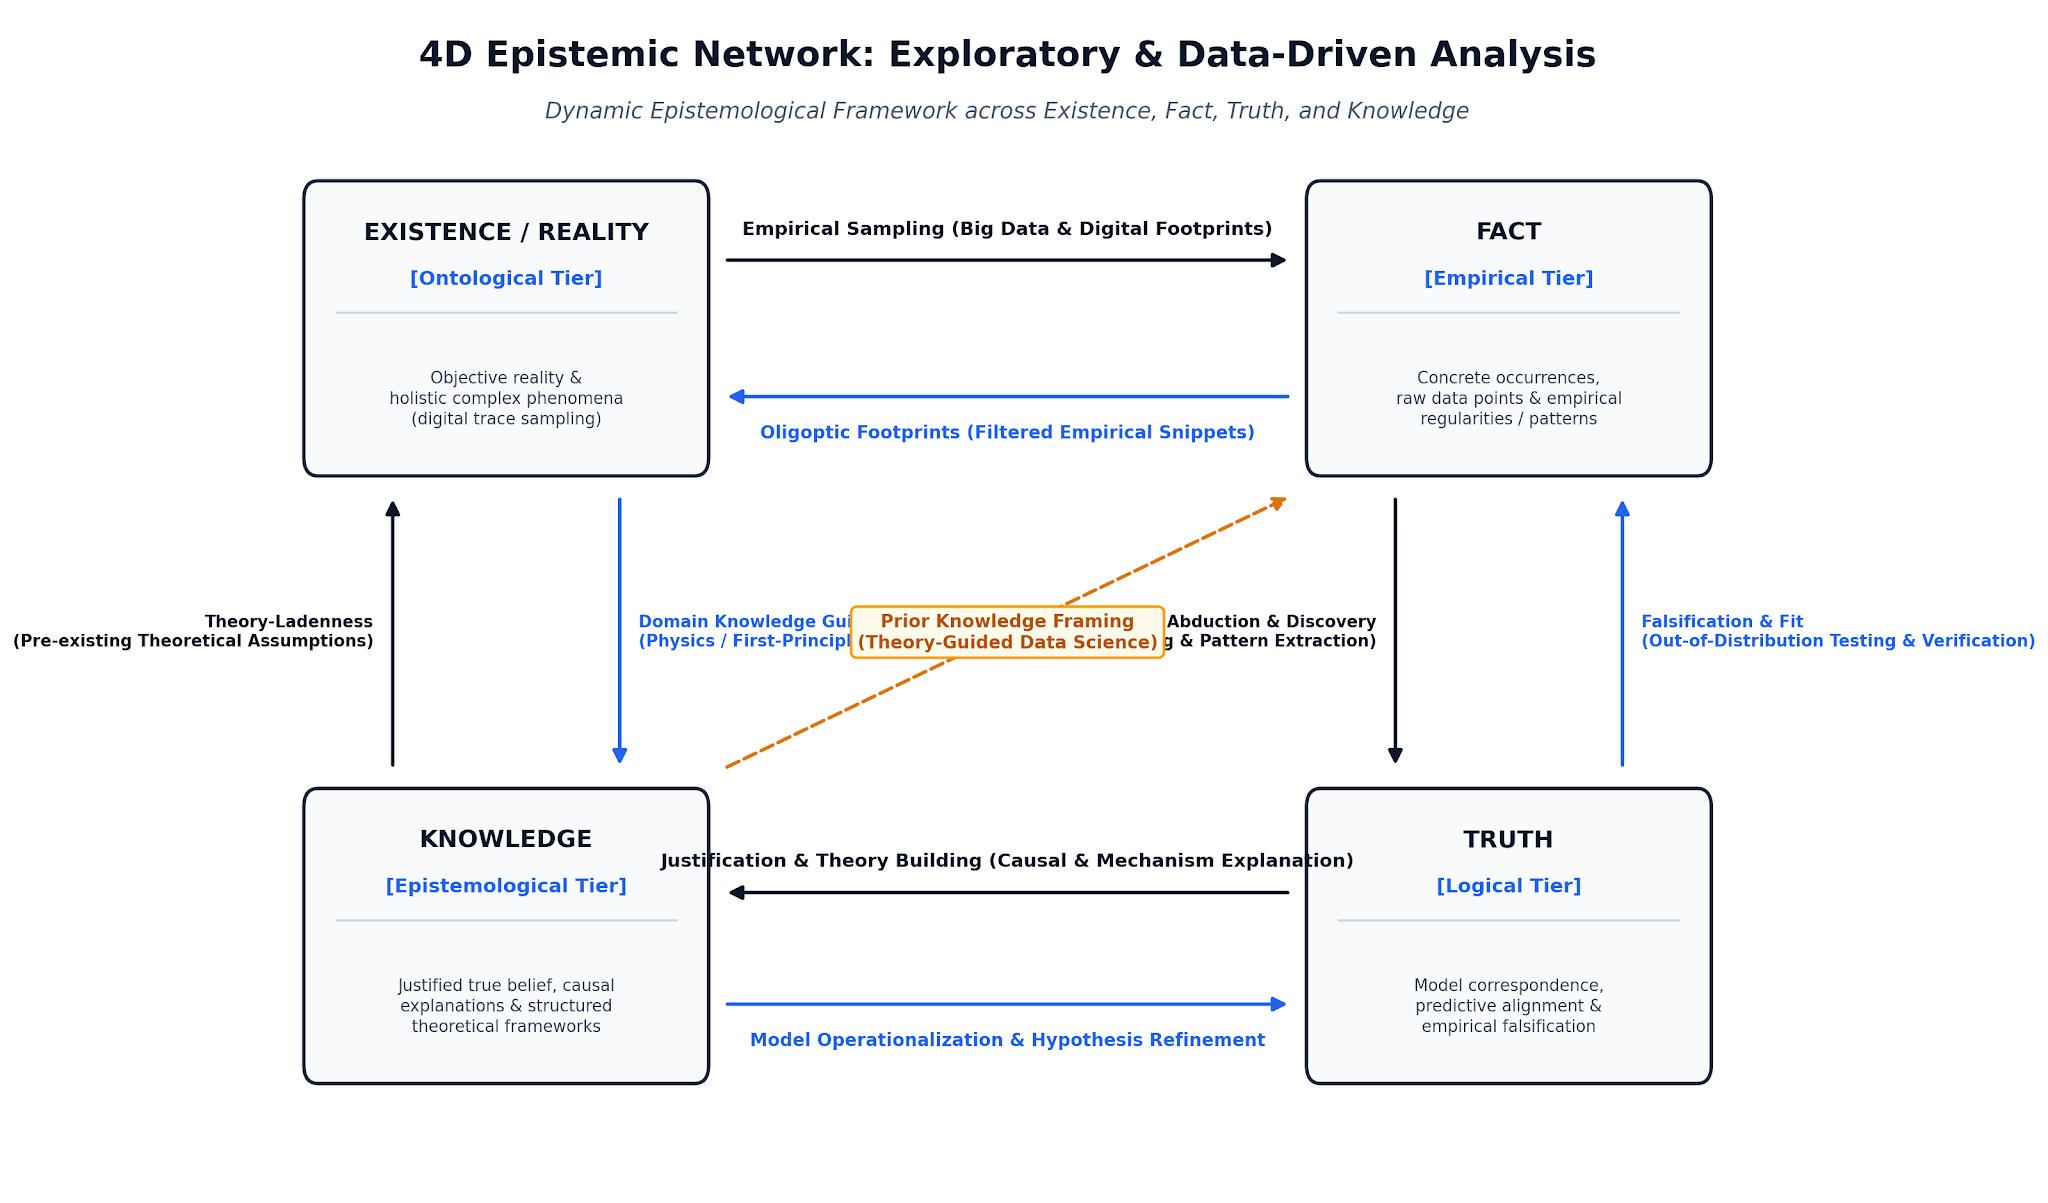 4D Epistemic Network: Exploratory & Data-Driven Analysis
Dynamic Epistemological Framework across Existence, Fact, Truth, and Knowledge
EXISTENCE / REALITY
[Ontological Tier]
Objective reality &
holistic complex phenomena
(digital trace sampling)
Empirical Sampling (Big Data & Digital Footprints)
Oligoptic Footprints (Filtered Empirical Snippets)
FACT
[Empirical Tier]
Concrete occurrences,
raw data points & empirical
regularities / patterns
Theory-Ladenness
(Pre-existing Theoretical Assumptions)
Domain Knowledge
(Physics /
Prior Knowledge Framing
(Theory-Guided Data Science)
Abduction & Discovery
& Pattern Extraction)
Falsification & Fit
(Out-of-Distribution Testing & Verification)
KNOWLEDGE
[Epistemological Tier]
Justified true belief, causal
explanations & structured
theoretical frameworks
Justification & Theory Building (Causal & Mechanism Explanation)
Model Operationalization & Hypothesis Refinement
TRUTH
[Logical Tier]
Model correspondence,
predictive alignment &
empirical falsification